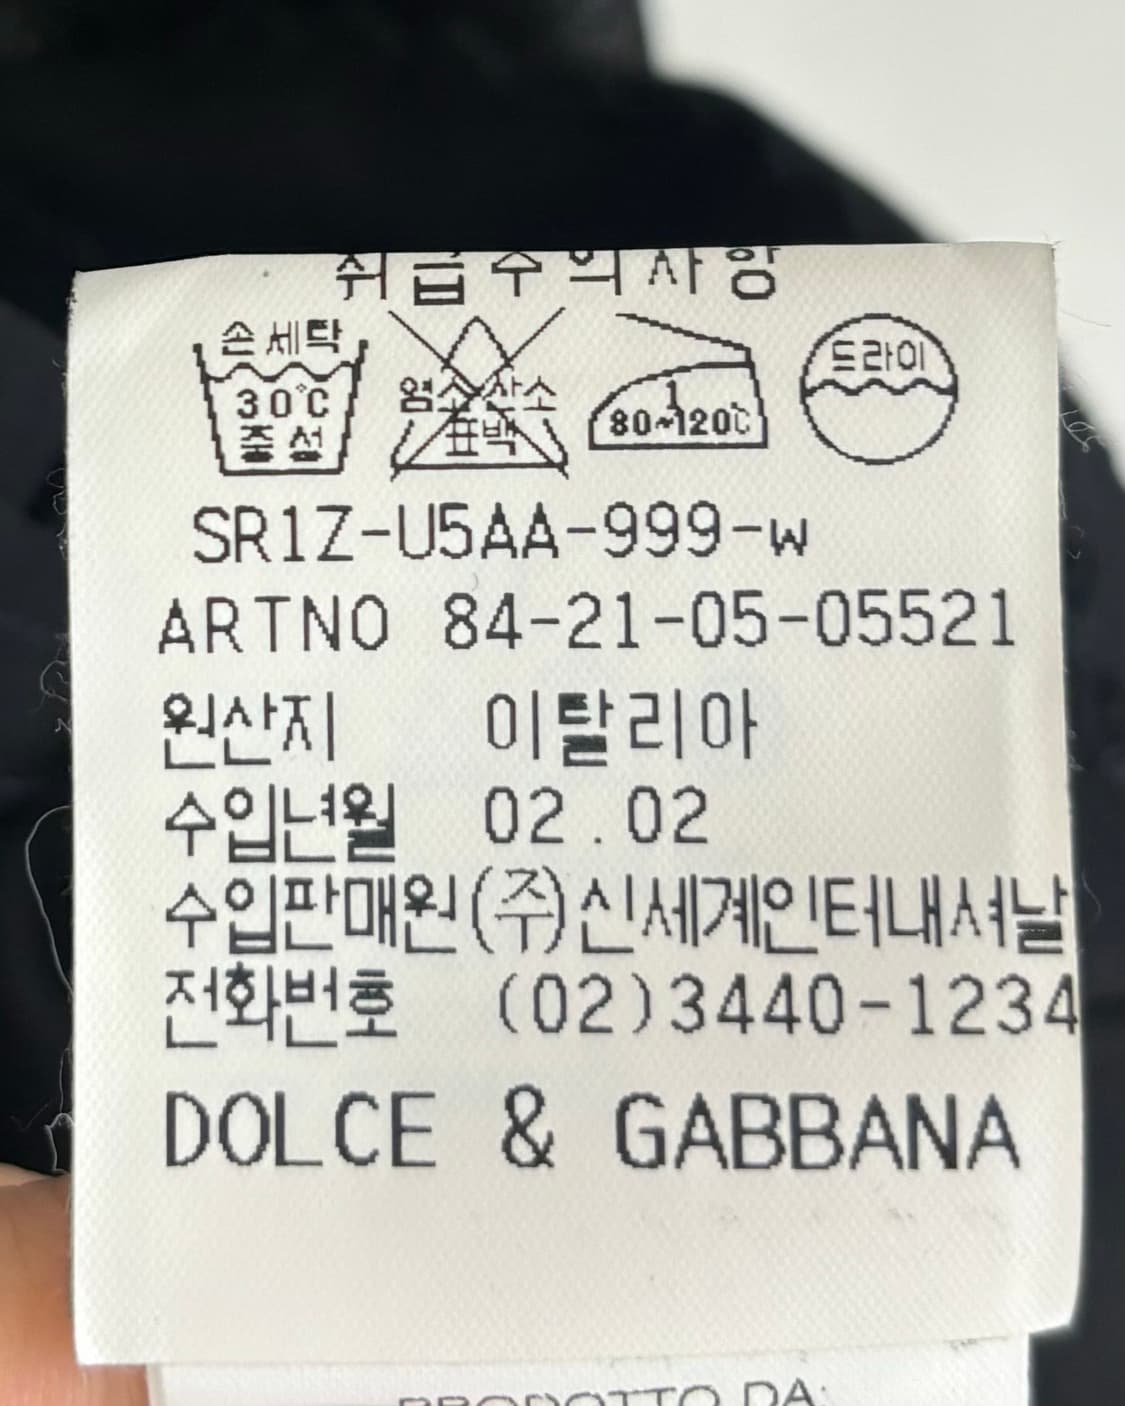 취급주의사항
손세탁
30℃
중성
염소,산소
표백
1
80~120℃
드라이
SR1Z-U5AA-999-w
ARTNO 84-21-05-05521
원산지 이탈리아
수입년월 02.02
수입판매원(주)신세계인터내셔날
전화번호 (02)3440-1234
DOLCE & GABBANA
PRODOTTO DA: